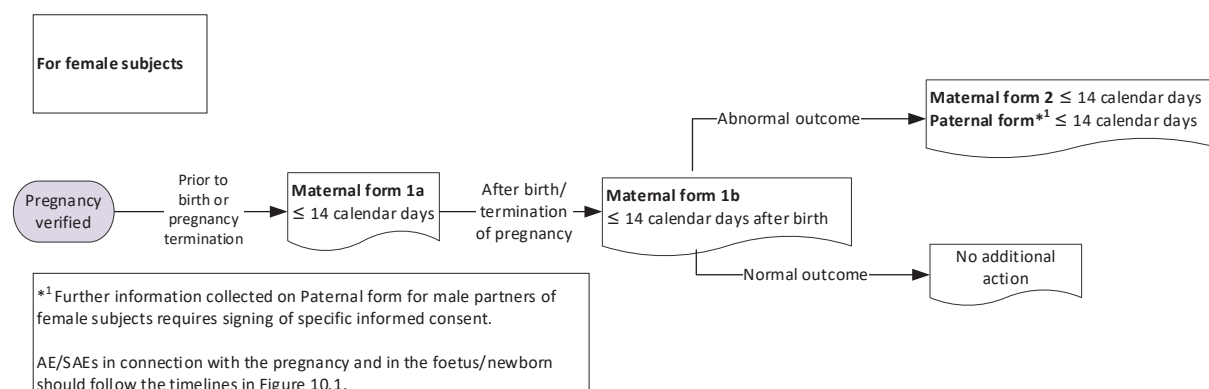 For female subjects
Maternal form 2 ≤ 14 calendar days
Paternal form*1 ≤ 14 calendar days
Abnormal outcome
Pregnancy
verified
Prior to
birth or
pregnancy
termination
Maternal form 1a
≤ 14 calendar days
After birth/
termination
of pregnancy
Maternal form 1b
≤ 14 calendar days after birth
Normal outcome
No additional
action
*1 Further information collected on Paternal form for male partners of
female subjects requires signing of specific informed consent.
AE/SAEs in connection with the pregnancy and in the foetus/newborn
should follow the timelines in Figure 10.1.